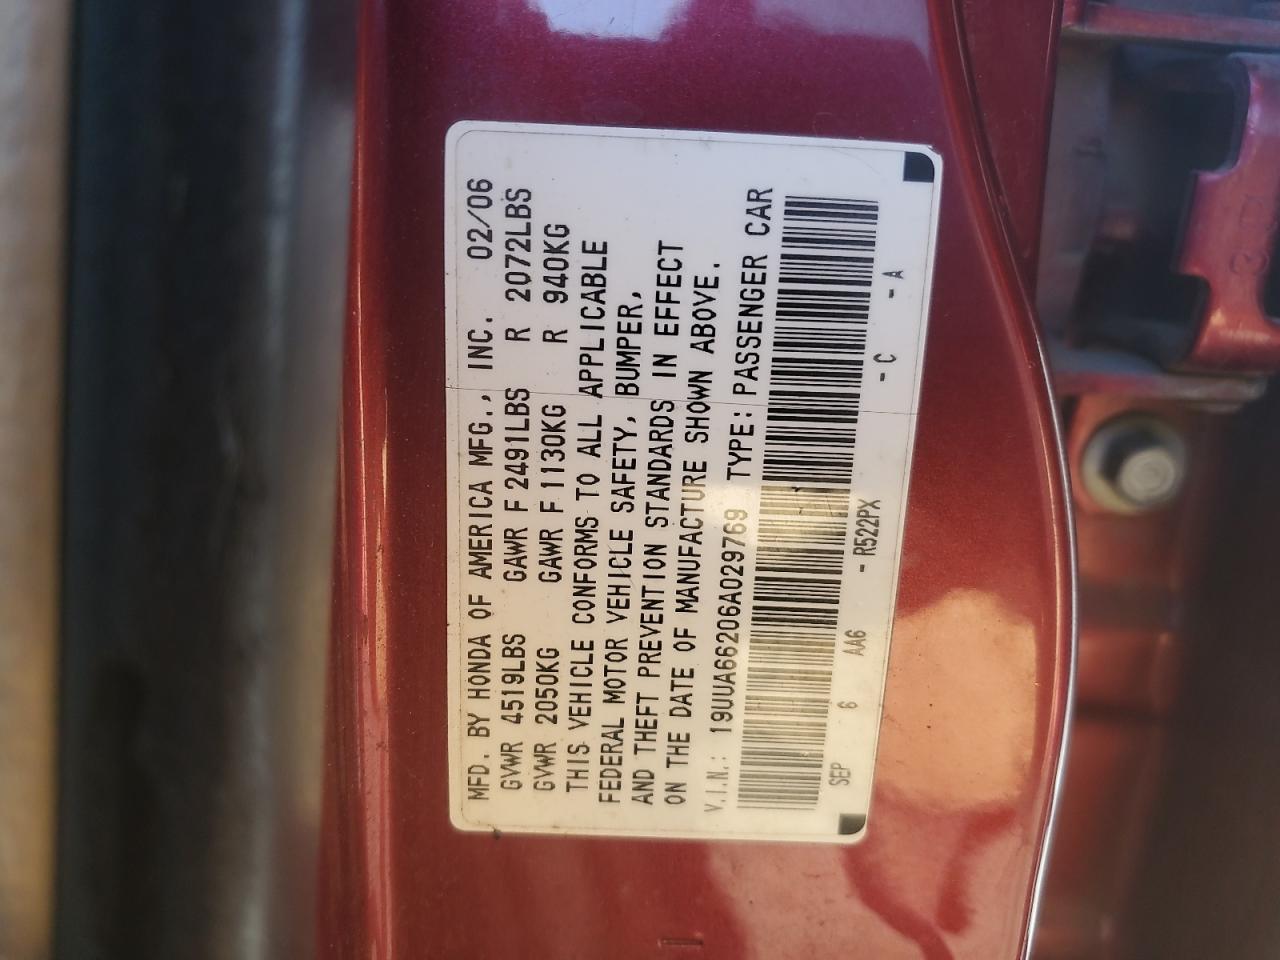 MFD. BY HONDA OF AMERICA MFG., INC. 02/06
GVWR 4519LBS GAWR F 2491LBS R 2072LBS
GVWR 2050KG GAWR F 1130KG R 940KG
THIS VEHICLE CONFORMS TO ALL APPLICABLE
FEDERAL MOTOR VEHICLE SAFETY, BUMPER,
AND THEFT PREVENTION STANDARDS IN EFFECT
ON THE DATE OF MANUFACTURE SHOWN ABOVE.
V.I.N.: 19UUA66206A029769 TYPE: PASSENGER CAR
SEP 6 AA6 - R522PX - C - A